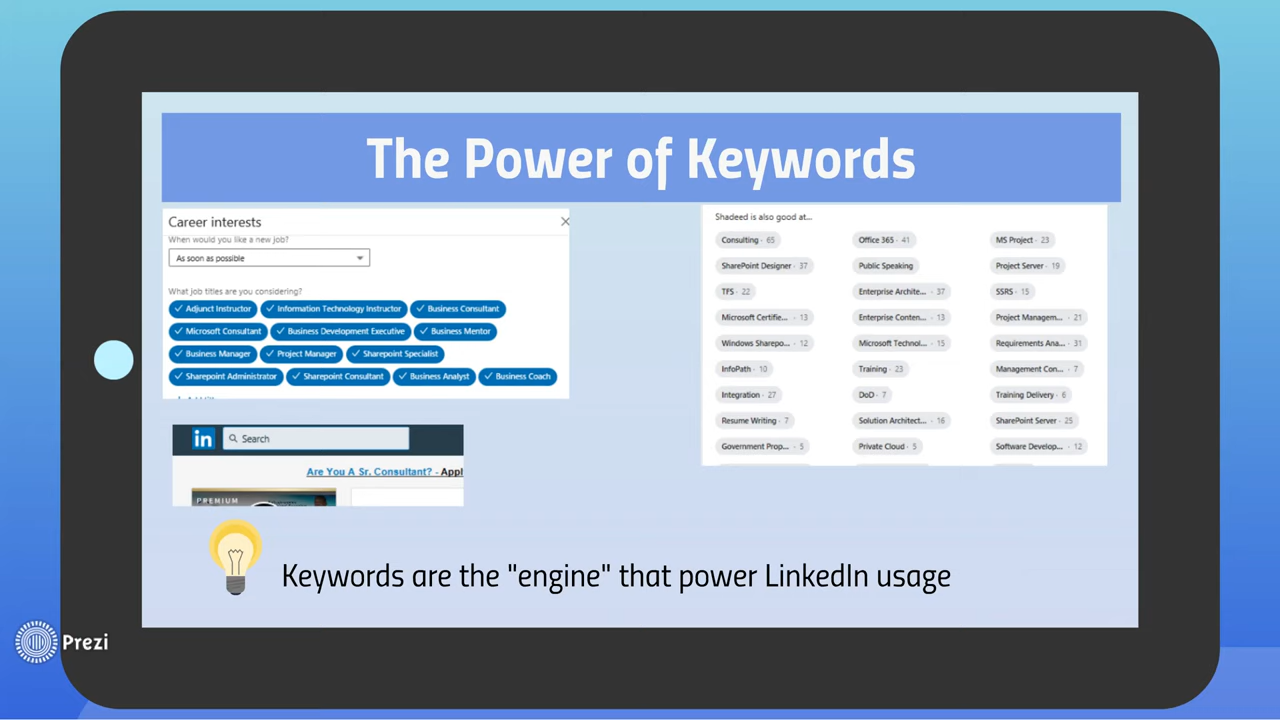 The Power of Keywords
Career interests
When would you like a new job?
As soon as possible
What job titles are you considering?
Adjunct Instructor Information Technology Instructor Business Consultant
Microsoft Consultant Business Development Executive Business Mentor
Business Manager Project Manager Sharepoint Specialist
Sharepoint Administrator Sharepoint Consultant Business Analyst Business Coach
Shadeed is also good at...
Consulting · 65 Office 365 · 41 MS Project · 23
SharePoint Designer · 37 Public Speaking Project Server · 19
TFS · 22 Enterprise Archite... · 37 SSRS · 15
Microsoft Certifie... · 13 Enterprise Conten... · 13 Project Managem... · 21
Windows Sharepo... · 12 Microsoft Technol... · 15 Requirements Ana... · 31
InfoPath · 10 Training · 23 Management Con... · 7
Integration · 27 DoD · 7 Training Delivery · 6
Resume Writing · 7 Solution Architect... · 16 SharePoint Server · 25
Government Prop... · 5 Private Cloud · 5 Software Develop... · 12
in Search
Are You A Sr. Consultant? - Appl
PREMIUM
Keywords are the "engine" that power LinkedIn usage
Prezi